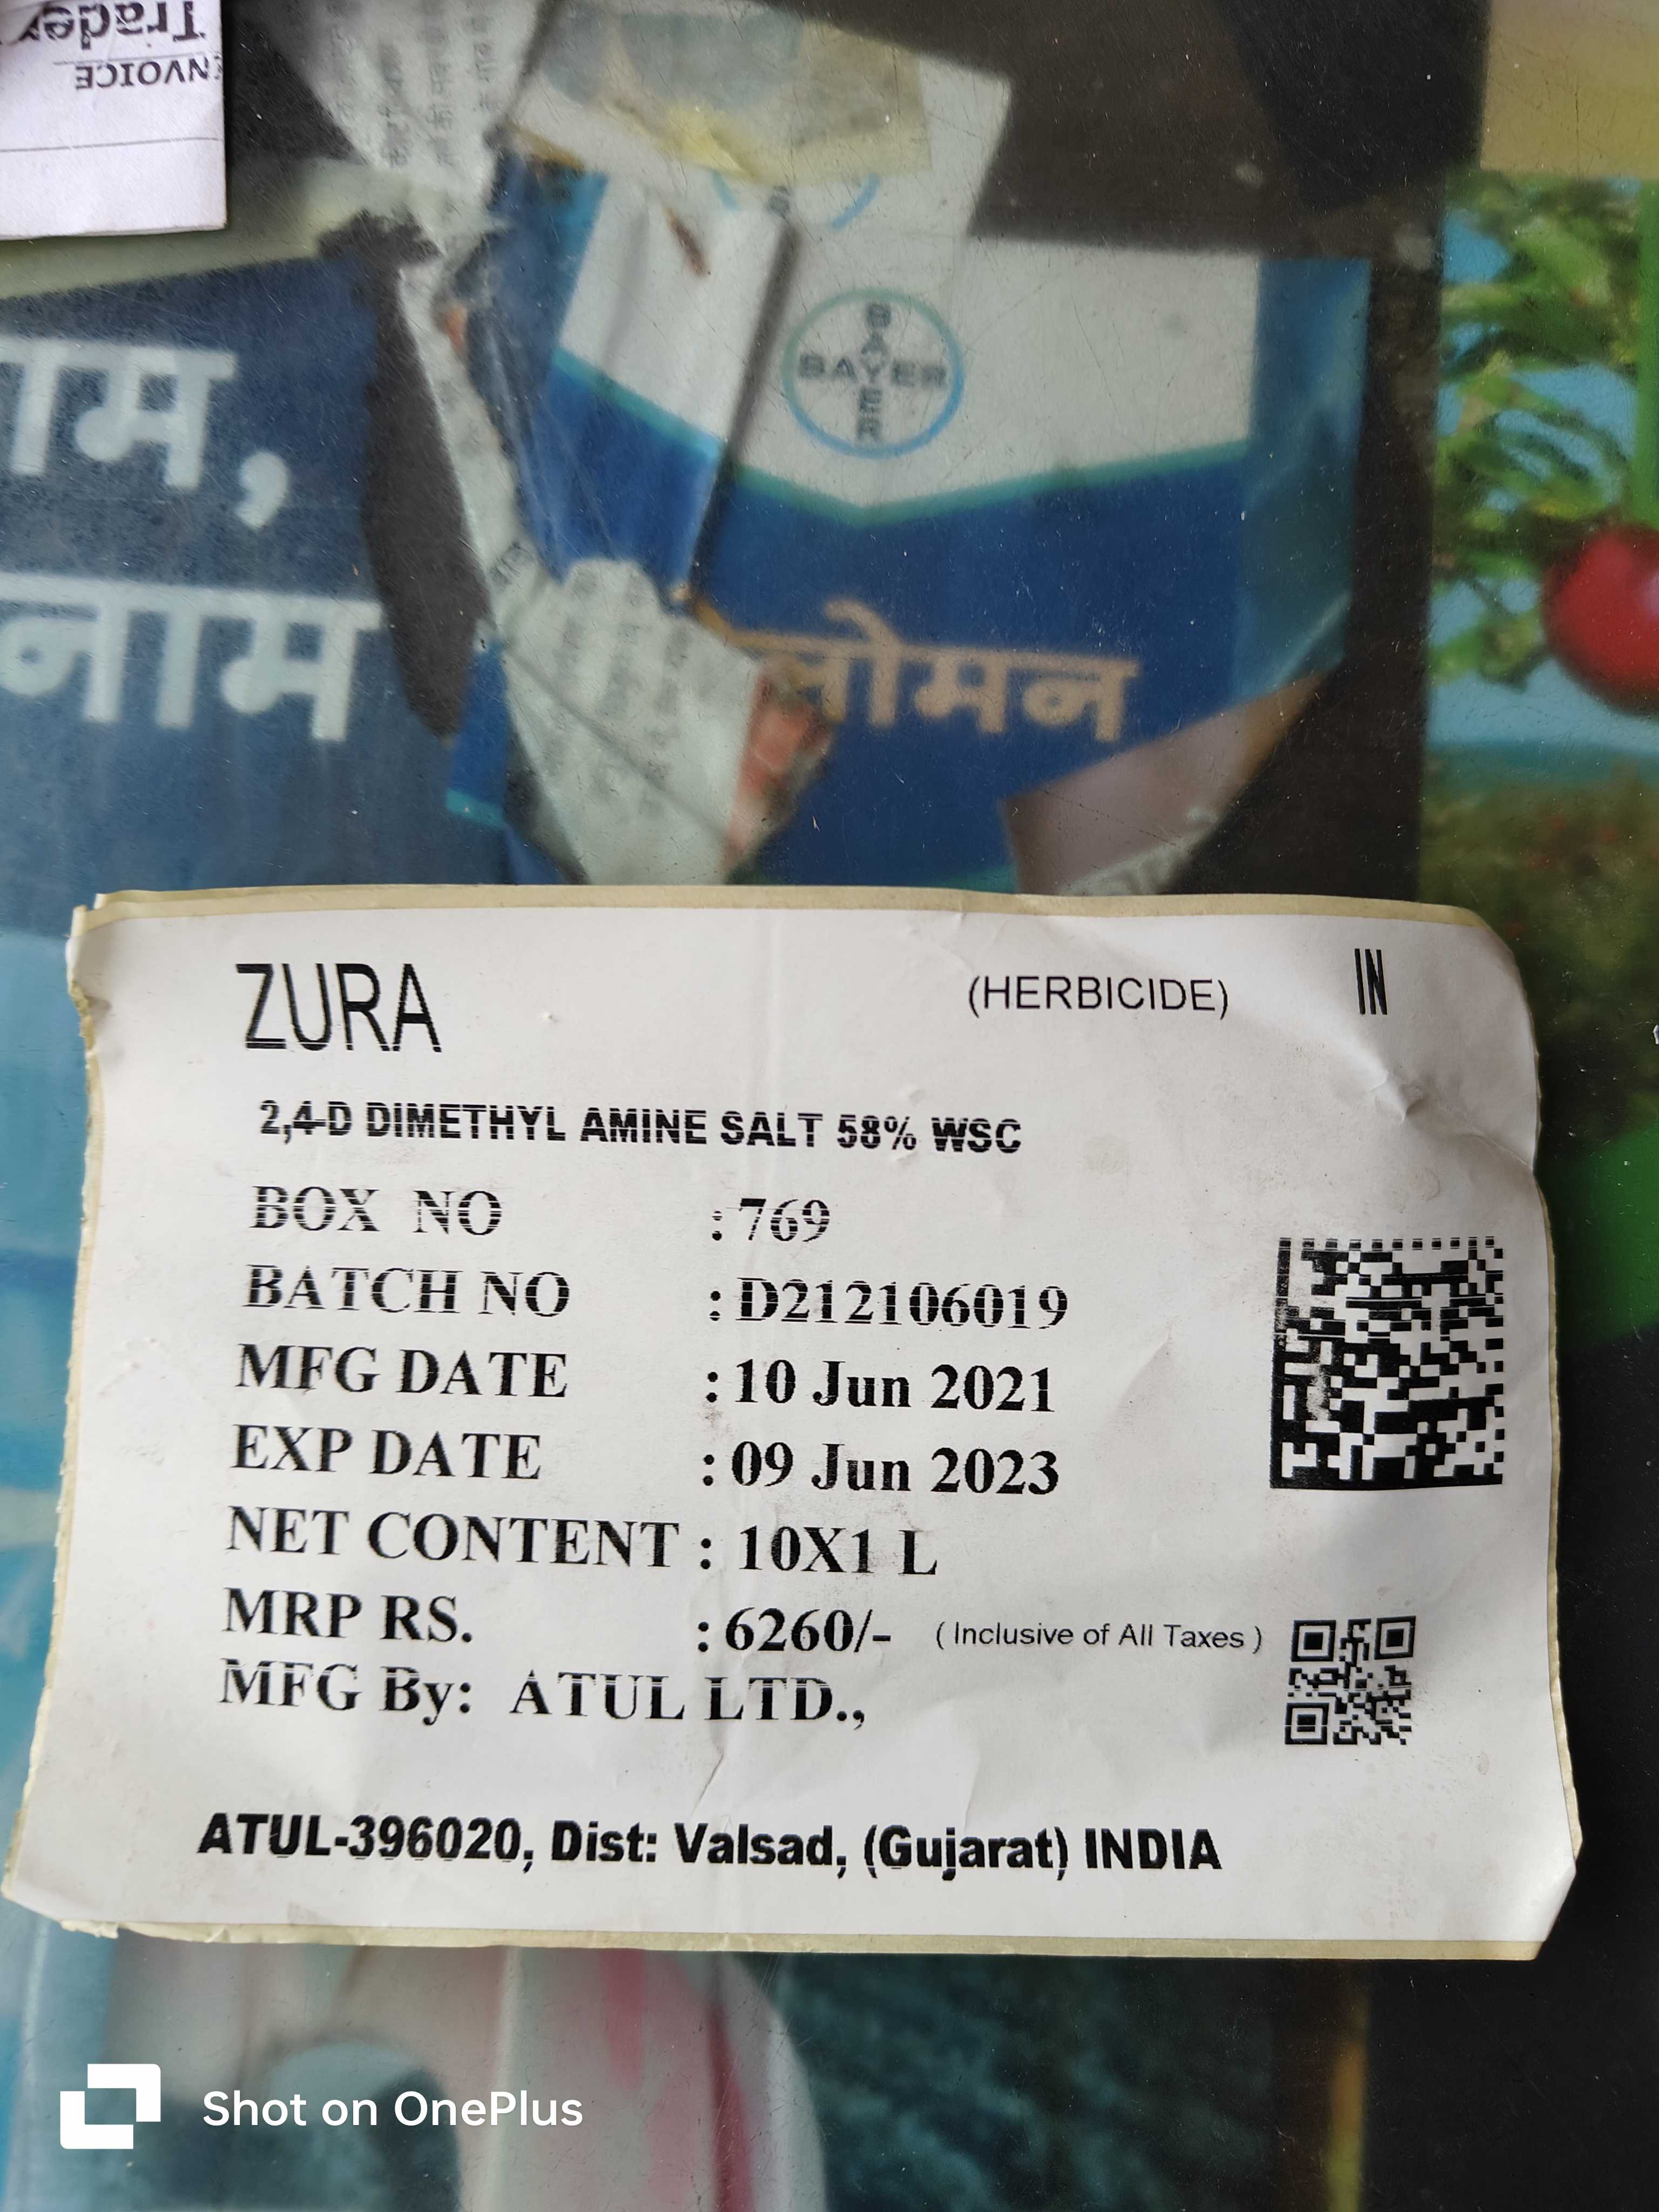 Trader
INVOICE
BAYER
BAYER
नाम
लोमन
ZURA (HERBICIDE) IN
2,4-D DIMETHYL AMINE SALT 58% WSC
BOX NO : 769
BATCH NO : D212106019
MFG DATE : 10 Jun 2021
EXP DATE : 09 Jun 2023
NET CONTENT : 10X1 L
MRP RS. : 6260/- ( Inclusive of All Taxes )
MFG By: ATUL LTD.,
ATUL-396020, Dist: Valsad, (Gujarat) INDIA
Shot on OnePlus